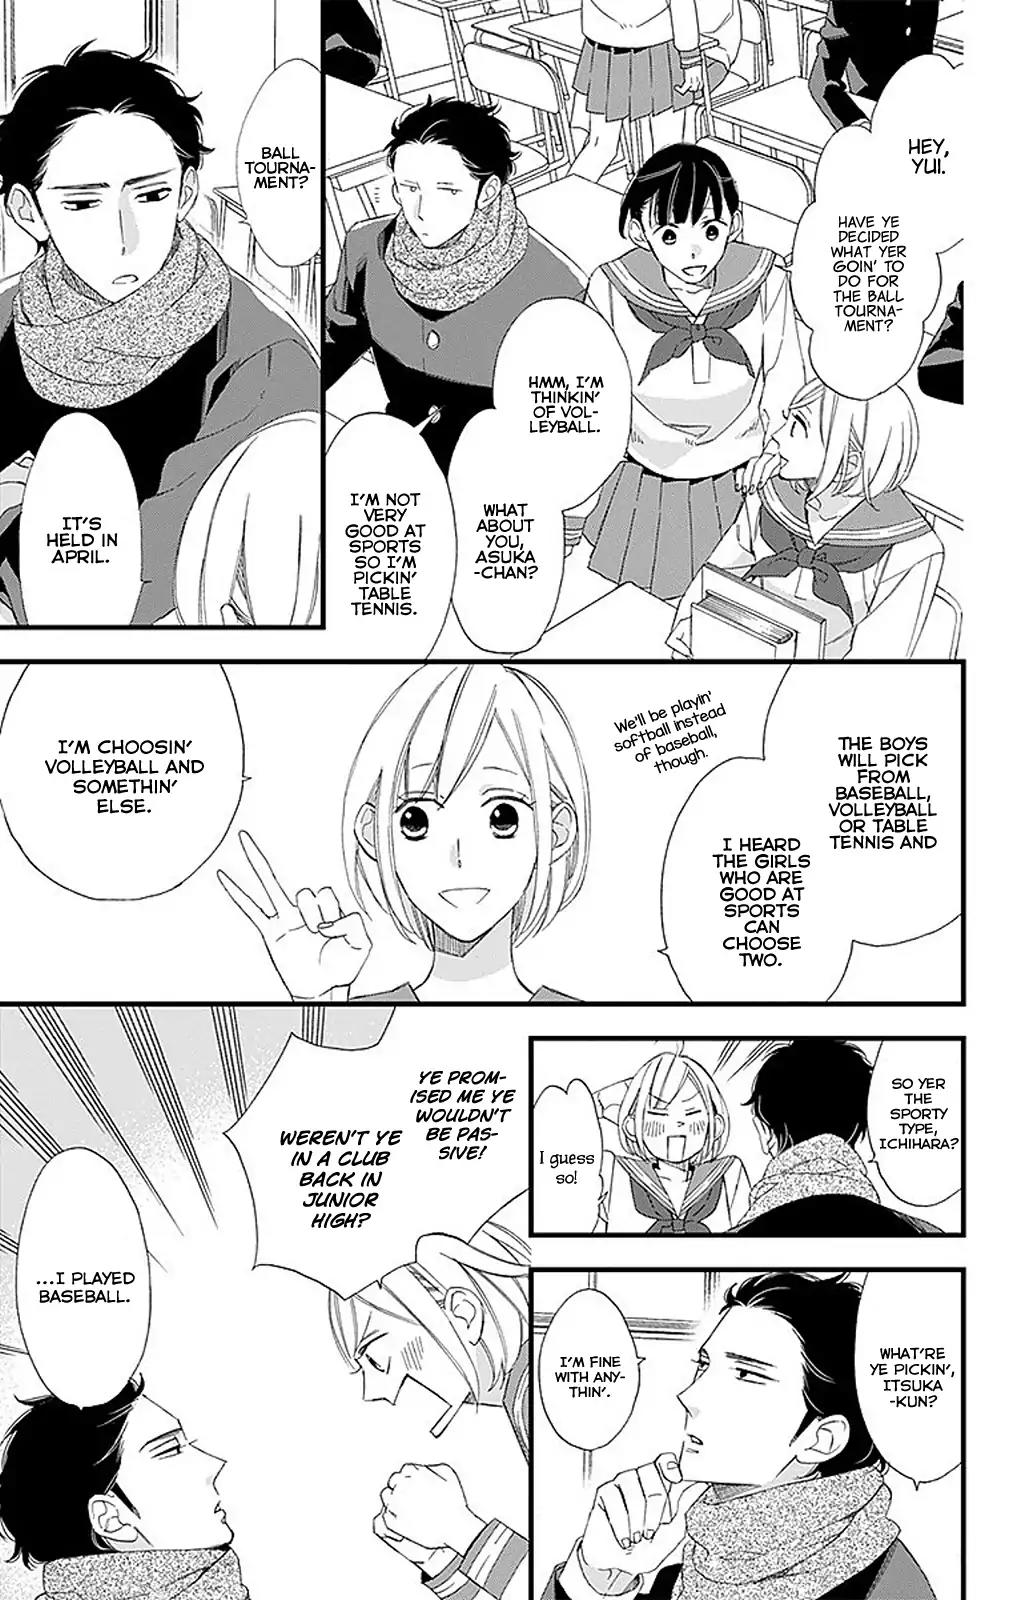 HEY,
YUI.
HAVE YE
DECIDED
WHAT YER
GOIN' TO
DO FOR
THE BALL
TOURNA-
MENT?
HMM, I'M
THINKIN'
OF VOL-
LEYBALL.
WHAT
ABOUT
YOU,
ASUKA
-CHAN?
I'M NOT
VERY
GOOD AT
SPORTS
SO I'M
PICKIN'
TABLE
TENNIS.
BALL
TOURNA-
MENT?
IT'S
HELD IN
APRIL.
THE BOYS
WILL PICK
FROM
BASEBALL,
VOLLEYBALL
OR TABLE
TENNIS AND
I HEARD
THE GIRLS
WHO ARE
GOOD AT
SPORTS
CAN
CHOOSE
TWO.
We'll be playin'
softball instead
of baseball,
though.
I'M CHOOSIN'
VOLLEYBALL AND
SOMETHIN'
ELSE.
SO YER
THE
SPORTY
TYPE,
ICHIHARA?
I guess
so!
WHAT'RE
YE PICKIN',
ITSUKA
-KUN?
I'M FINE
WITH ANY-
THIN'.
YE PROM-
ISED ME YE
WOULDN'T
BE PAS-
SIVE!
WEREN'T YE
IN A CLUB
BACK IN
JUNIOR
HIGH?
...I PLAYED
BASEBALL.